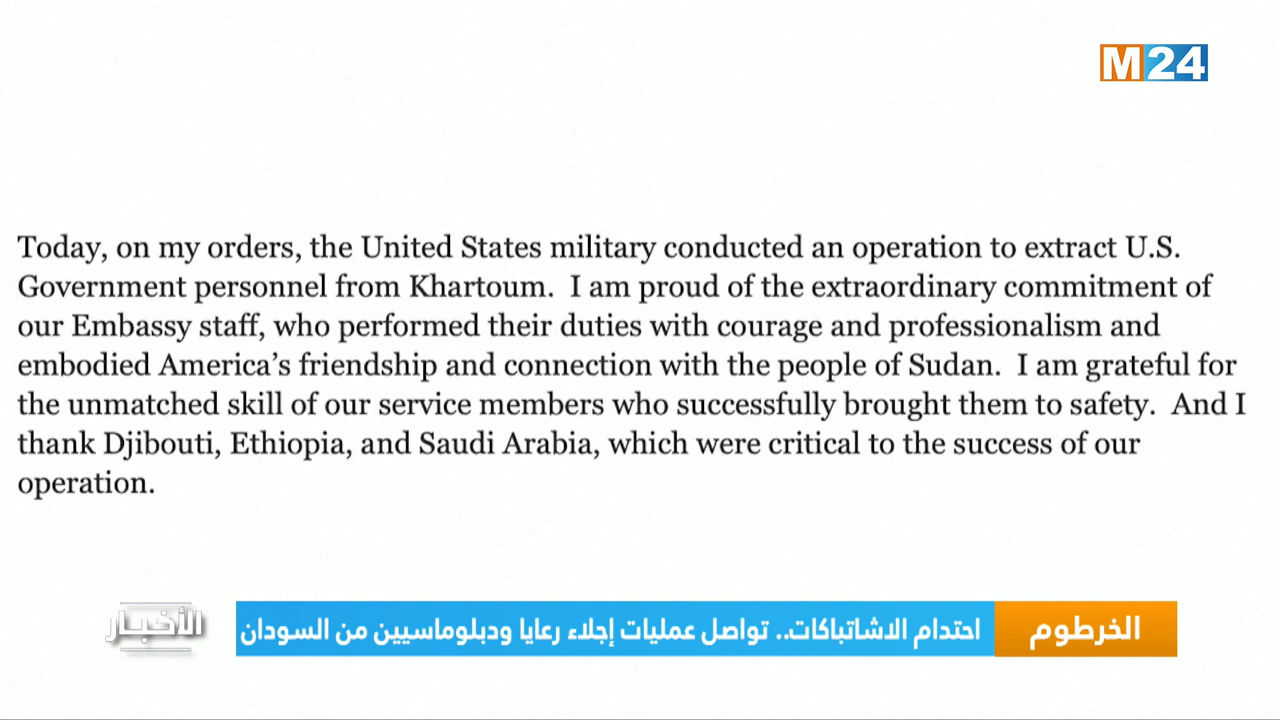 M24
Today, on my orders, the United States military conducted an operation to extract U.S.
Government personnel from Khartoum.  I am proud of the extraordinary commitment of
our Embassy staff, who performed their duties with courage and professionalism and
embodied America’s friendship and connection with the people of Sudan.  I am grateful for
the unmatched skill of our service members who successfully brought them to safety.  And I
thank Djibouti, Ethiopia, and Saudi Arabia, which were critical to the success of our
operation.
الخرطوم
احتدام الاشتباكات.. تواصل عمليات إجلاء رعايا ودبلوماسيين من السودان
الأخبار